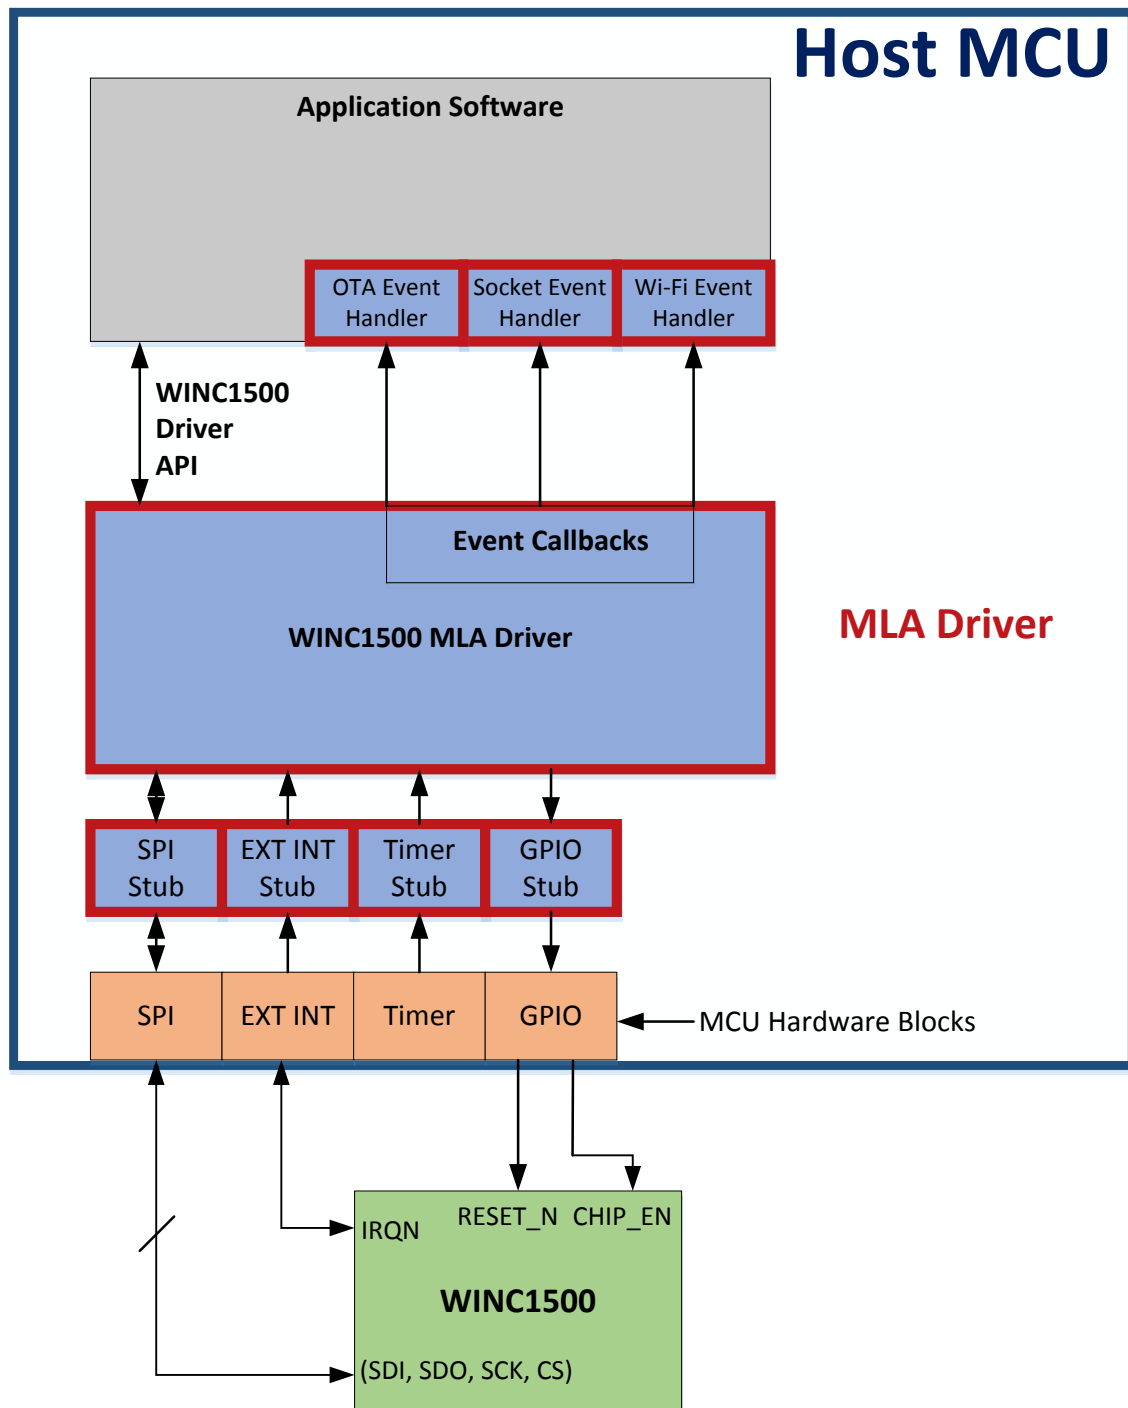 Host MCU
Application Software
OTA Event
Handler
Socket Event
Handler
Wi-Fi Event
Handler
WINC1500
Driver
API
Event Callbacks
WINC1500 MLA Driver
MLA Driver
SPI
Stub
EXT INT
Stub
Timer
Stub
GPIO
Stub
SPI
EXT INT
Timer
GPIO
MCU Hardware Blocks
IRQN
RESET_N
CHIP_EN
WINC1500
(SDI, SDO, SCK, CS)